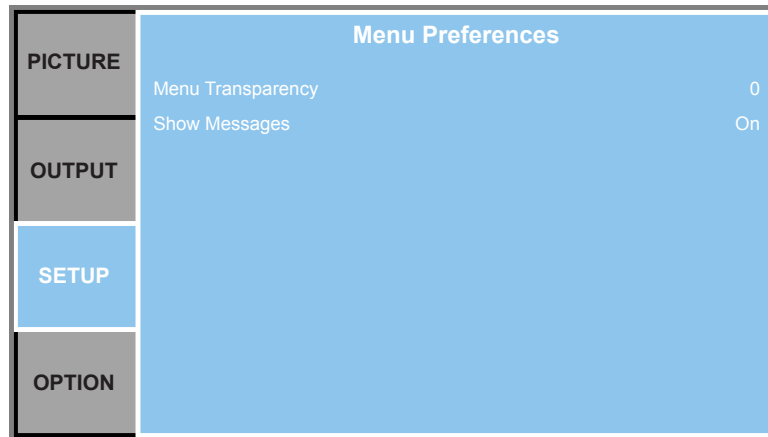 PICTURE
OUTPUT
SETUP
OPTION
Menu Preferences
Menu Transparency 0
Show Messages On